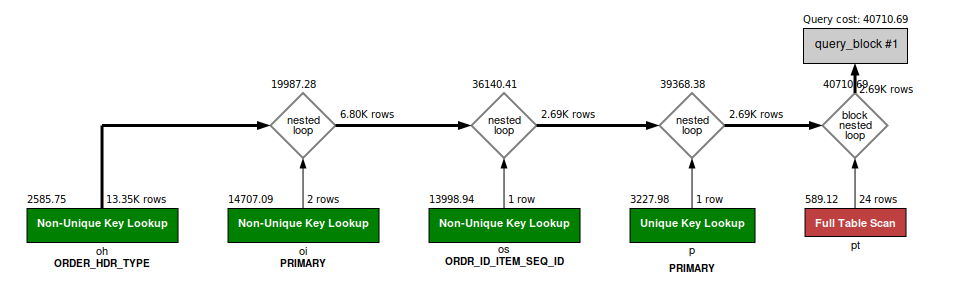 Query cost: 40710.69
query_block #1
19987.28
36140.41
39368.38
40710.69
2.69K rows
nested
loop
6.80K rows
nested
loop
2.69K rows
nested
loop
2.69K rows
block
nested
loop
2585.75
13.35K rows
14707.09
2 rows
13998.94
1 row
3227.98
1 row
589.12
24 rows
Non-Unique Key Lookup
Non-Unique Key Lookup
Non-Unique Key Lookup
Unique Key Lookup
Full Table Scan
oh
oi
os
p
pt
ORDER_HDR_TYPE
PRIMARY
ORDR_ID_ITEM_SEQ_ID
PRIMARY